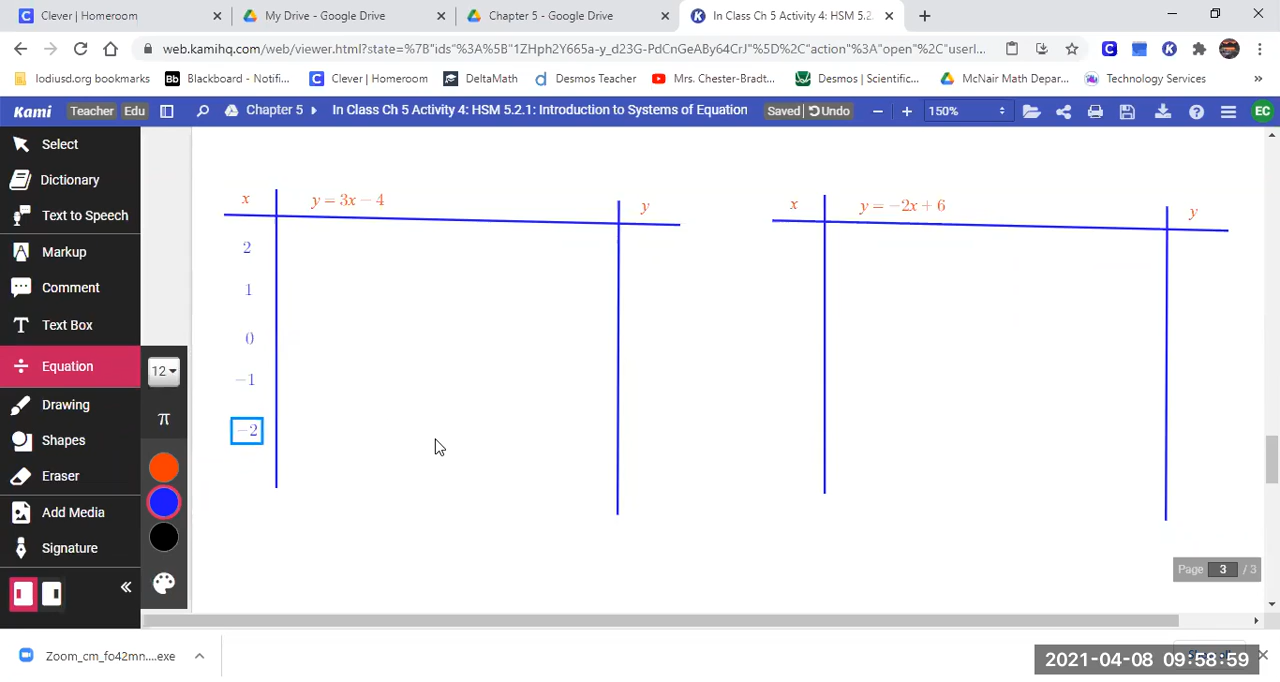 Clever | Homeroom
My Drive - Google Drive
Chapter 5 - Google Drive
In Class Ch 5 Activity 4: HSM 5.2.
web.kamihq.com/web/viewer.html?state=%7B"ids"%3A%5B"1ZHph2Y665a-y_d23G-PdCnGeABy64CrJ"%5D%2C"action"%3A"open"%2C"userI...
lodiusd.org bookmarks
Bb Blackboard - Notifi...
Clever | Homeroom
DeltaMath
Desmos Teacher
Mrs. Chester-Bradt...
Desmos | Scientific...
McNair Math Depar...
Technology Services
»
Kami Teacher Edu Chapter 5 In Class Ch 5 Activity 4: HSM 5.2.1: Introduction to Systems of Equation Saved Undo 150% EC
Select
Dictionary
Text to Speech
Markup
Comment
Text Box
Equation
Drawing
Shapes
Eraser
Add Media
Signature
12
π
x y = 3x − 4 y
2
1
0
−1
−2
x y = −2x + 6 y
Page 3 / 3
Zoom_cm_fo42mn....exe
2021-04-08 09:58:59